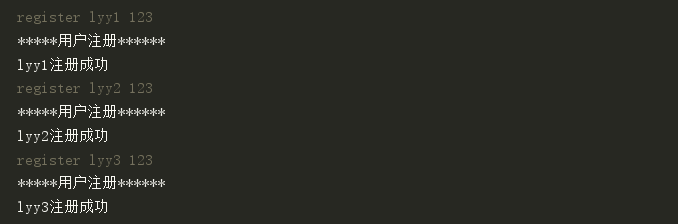 register lyy1 123
*****用户注册******
lyy1注册成功
register lyy2 123
*****用户注册******
lyy2注册成功
register lyy3 123
*****用户注册******
lyy3注册成功